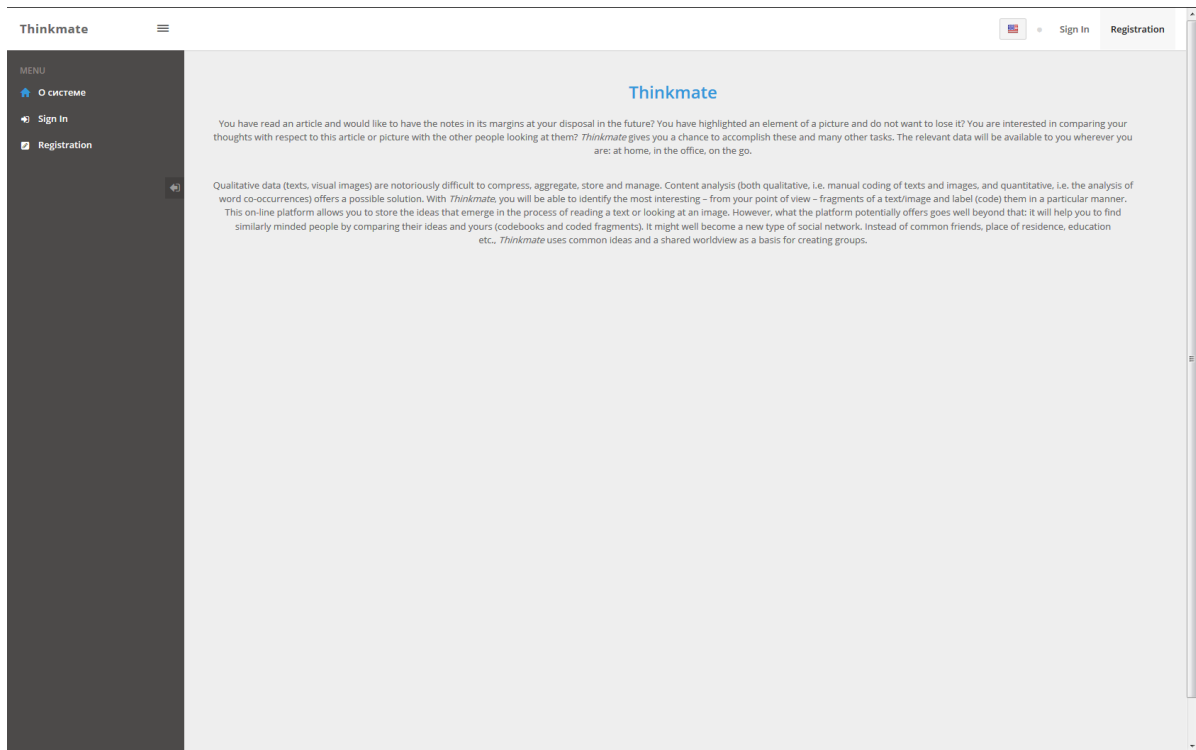 Thinkmate
Sign In
Registration
MENU
О системе
Sign In
Registration
Thinkmate
You have read an article and would like to have the notes in its margins at your disposal in the future? You have highlighted an element of a picture and do not want to lose it? You are interested in comparing your
thoughts with respect to this article or picture with the other people looking at them? Thinkmate gives you a chance to accomplish these and many other tasks. The relevant data will be available to you wherever you
are: at home, in the office, on the go.
Qualitative data (texts, visual images) are notoriously difficult to compress, aggregate, store and manage. Content analysis (both qualitative, i.e. manual coding of texts and images, and quantitative, i.e. the analysis of
word co-occurrences) offers a possible solution. With Thinkmate, you will be able to identify the most interesting – from your point of view – fragments of a text/image and label (code) them in a particular manner.
This on-line platform allows you to store the ideas that emerge in the process of reading a text or looking at an image. However, what the platform potentially offers goes well beyond that: it will help you to find
similarly minded people by comparing their ideas and yours (codebooks and coded fragments). It might well become a new type of social network. Instead of common friends, place of residence, education
etc., Thinkmate uses common ideas and a shared worldview as a basis for creating groups.